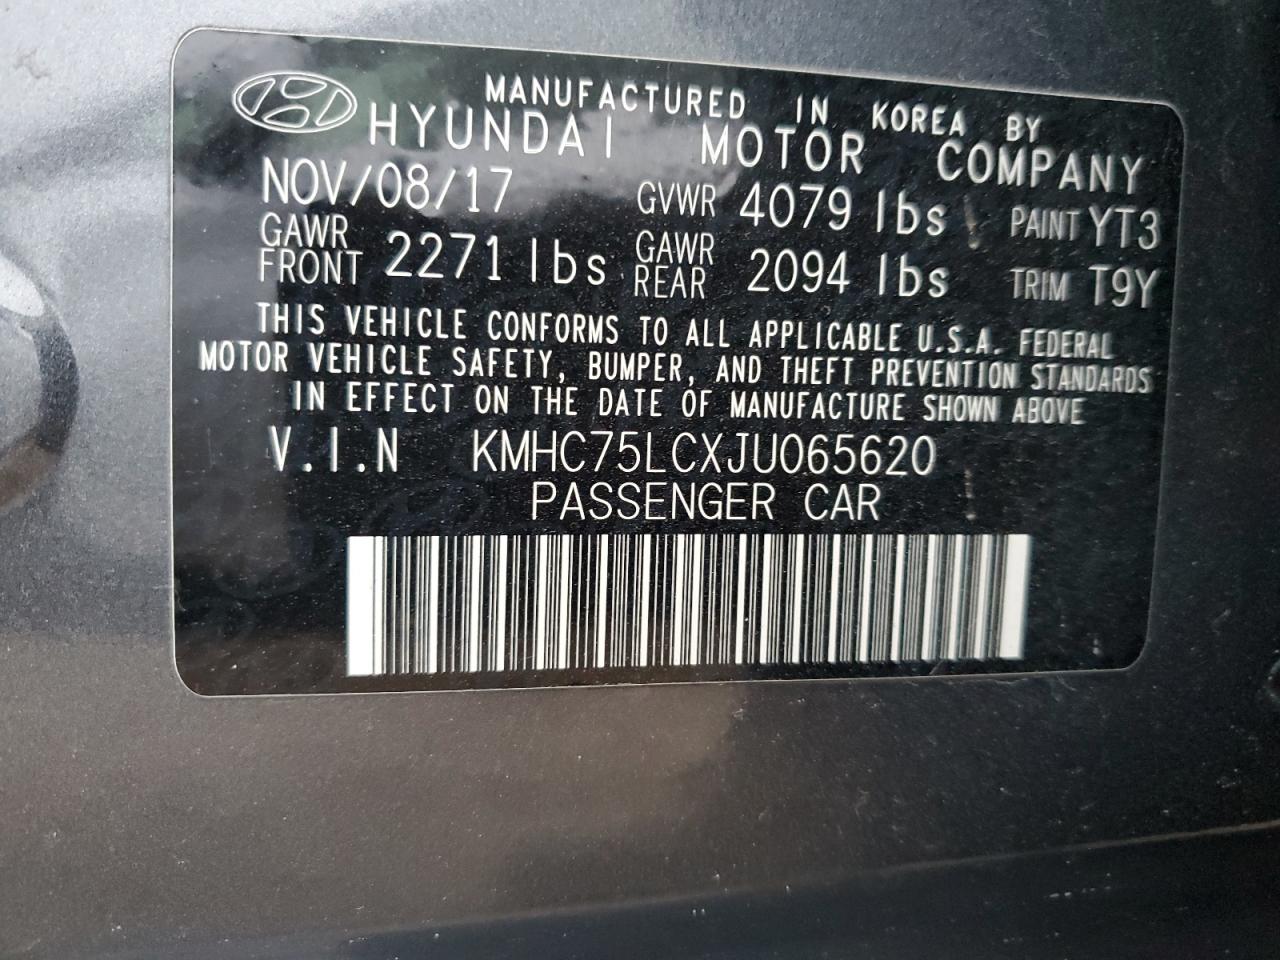 MANUFACTURED IN KOREA BY
HYUNDAI MOTOR COMPANY
NOV/08/17 GVWR 4079 lbs PAINT YT3
GAWR FRONT 2271 lbs GAWR REAR 2094 lbs TRIM T9Y
THIS VEHICLE CONFORMS TO ALL APPLICABLE U.S.A. FEDERAL
MOTOR VEHICLE SAFETY, BUMPER, AND THEFT PREVENTION STANDARDS
IN EFFECT ON THE DATE OF MANUFACTURE SHOWN ABOVE
V.I.N KMHC75LCXJU065620
PASSENGER CAR